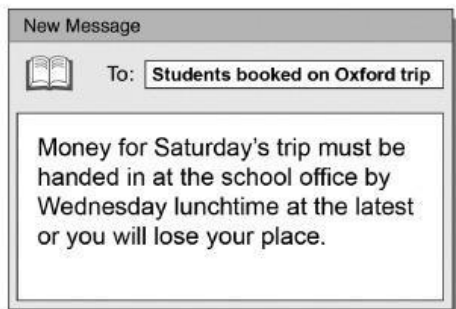 New Message
To: Students booked on Oxford trip
Money for Saturday's trip must be
handed in at the school office by
Wednesday lunchtime at the latest
or you will lose your place.